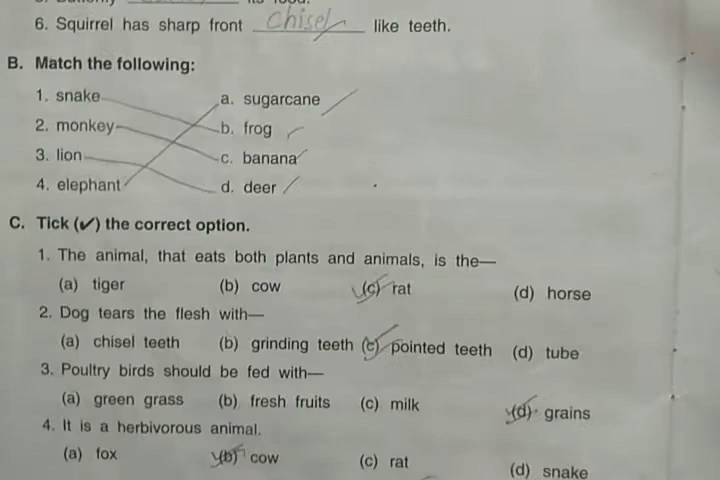 6. Squirrel has sharp front chisel like teeth.
B. Match the following:
1. snake a. sugarcane
2. monkey b. frog
3. lion c. banana
4. elephant d. deer
C. Tick (✔) the correct option.
1. The animal, that eats both plants and animals, is the—
(a) tiger (b) cow (c) rat (d) horse
2. Dog tears the flesh with—
(a) chisel teeth (b) grinding teeth (c) pointed teeth (d) tube
3. Poultry birds should be fed with—
(a) green grass (b) fresh fruits (c) milk (d) grains
4. It is a herbivorous animal.
(a) fox (b) cow (c) rat (d) snake